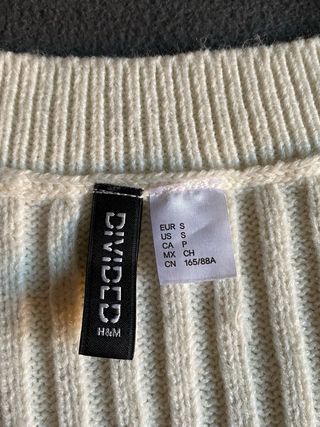 DIVIDED
H&M
EUR S
US S
CA P
MX CH
CN 165/88A